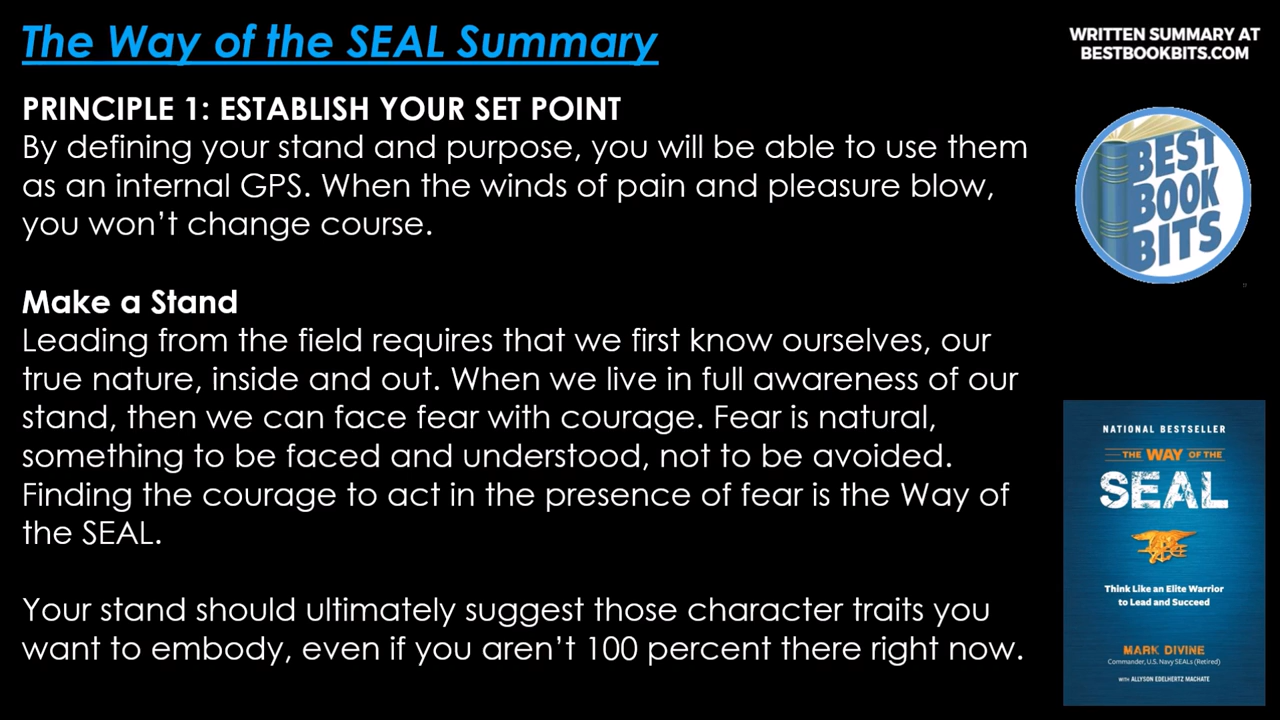 The Way of the SEAL Summary
WRITTEN SUMMARY AT
BESTBOOKBITS.COM
PRINCIPLE 1: ESTABLISH YOUR SET POINT
By defining your stand and purpose, you will be able to use them
as an internal GPS. When the winds of pain and pleasure blow,
you won’t change course.
Make a Stand
Leading from the field requires that we first know ourselves, our
true nature, inside and out. When we live in full awareness of our
stand, then we can face fear with courage. Fear is natural,
something to be faced and understood, not to be avoided.
Finding the courage to act in the presence of fear is the Way of
the SEAL.
Your stand should ultimately suggest those character traits you
want to embody, even if you aren’t 100 percent there right now.
BEST
BOOK
BITS
NATIONAL BESTSELLER
THE WAY OF THE
SEAL
Think Like an Elite Warrior
to Lead and Succeed
MARK DIVINE
Commander, U.S. Navy SEALs (Retired)
WITH ALLYSON EDELHERTZ MACHATE